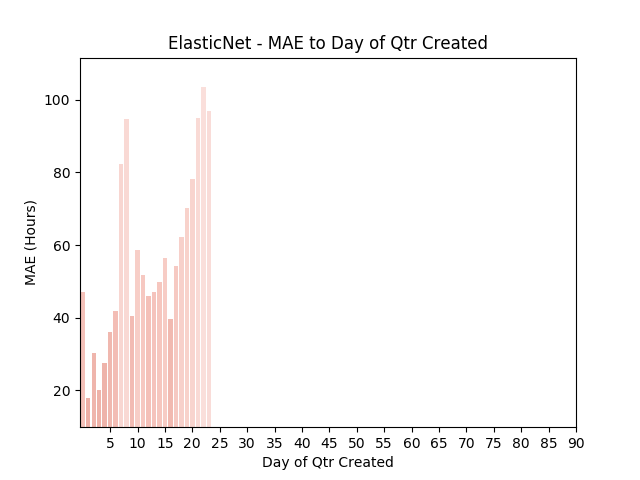 ElasticNet - MAE to Day of Qtr Created
100
80
60
40
20
MAE (Hours)
5 10 15 20 25 30 35 40 45 50 55 60 65 70 75 80 85 90
Day of Qtr Created